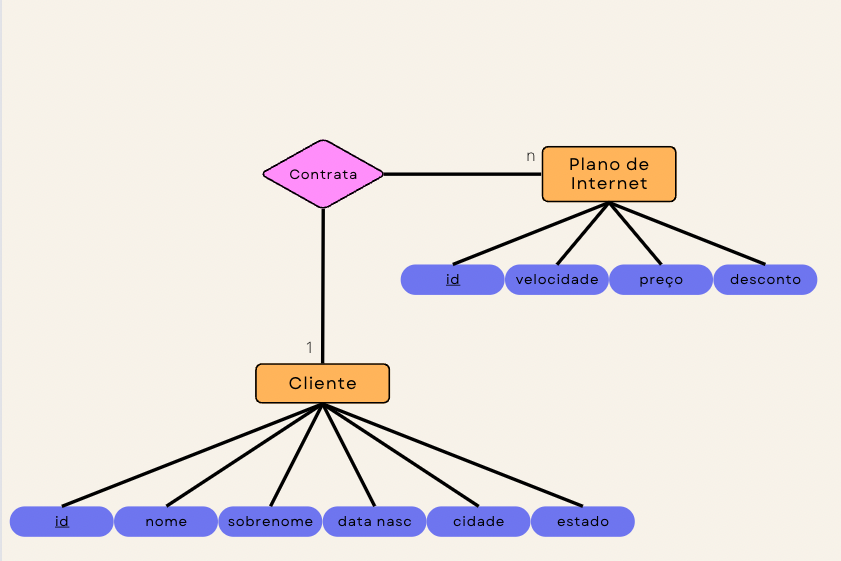 n
Plano de
Internet
Contrata
id
velocidade
preço
desconto
1
Cliente
id
nome
sobrenome
data nasc
cidade
estado